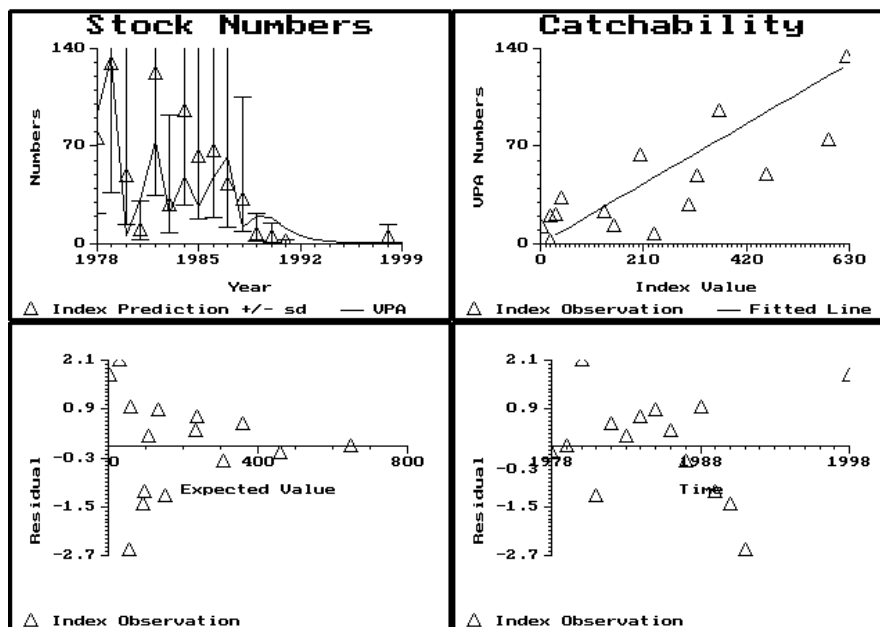 Stock Numbers
140
70
0
Numbers
1978 1985 1992 1999
Year
Index Prediction +/- sd VPA
Catchability
140
70
0
VPA Numbers
0 210 420 630
Index Value
Index Observation Fitted Line
2.1
0.9
-0.3
-1.5
-2.7
Residual
0 400 800
Expected Value
Index Observation
2.1
0.9
-0.3
-1.5
-2.7
Residual
1978 1988 1998
Time
Index Observation